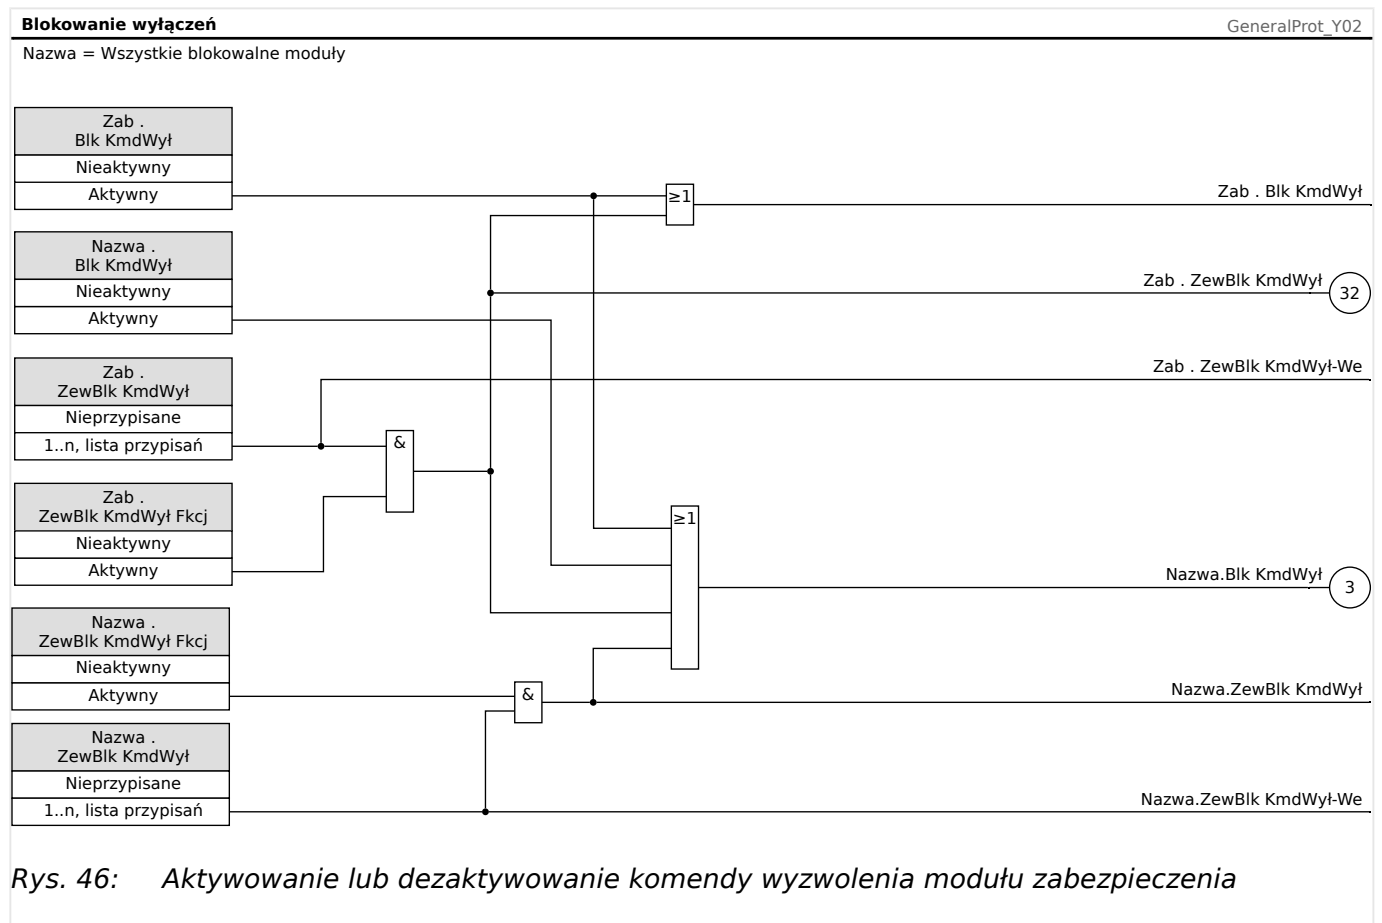 Blokowanie wyłączeń
GeneralProt_Y02
Nazwa = Wszystkie blokowalne moduły
Zab .
Blk KmdWył
Nieaktywny
Aktywny
≥1
Zab . Blk KmdWył
Nazwa .
Blk KmdWył
Nieaktywny
Aktywny
Zab . ZewBlk KmdWył
32
Zab .
ZewBlk KmdWył
Nieprzypisane
1..n, lista przypisań
Zab . ZewBlk KmdWył-We
&
Zab .
ZewBlk KmdWył Fkcj
Nieaktywny
Aktywny
≥1
Nazwa.Blk KmdWył
3
Nazwa .
ZewBlk KmdWył Fkcj
Nieaktywny
Aktywny
&
Nazwa.ZewBlk KmdWył
Nazwa .
ZewBlk KmdWył
Nieprzypisane
1..n, lista przypisań
Nazwa.ZewBlk KmdWył-We
Rys. 46: Aktywowanie lub dezaktywowanie komendy wyzwolenia modułu zabezpieczenia